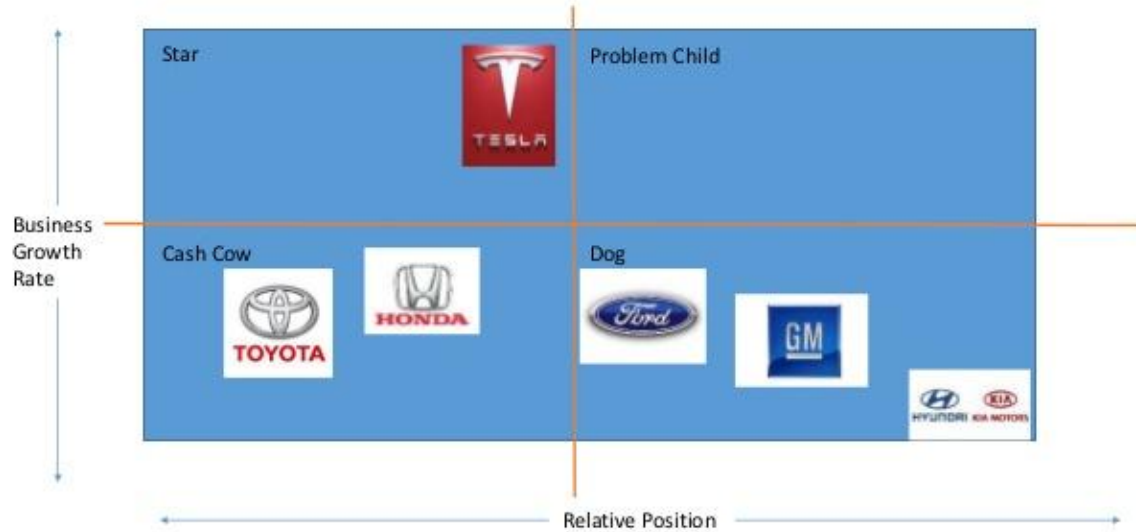 Star
Problem Child
TESLA
Business
Growth
Rate
Cash Cow
Dog
HONDA
TOYOTA
Ford
GM
HYUNDAI KIA
KIA MOTORS
Relative Position